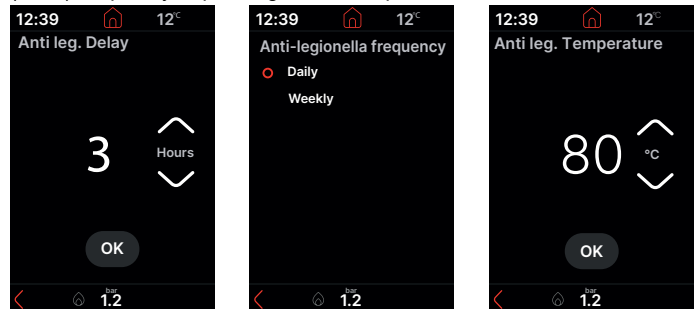 12:39 12°C
Anti leg. Delay
3 Hours
OK
bar
1.2
12:39 12°C
Anti-legionella frequency
Daily
Weekly
bar
1.2
12:39 12°C
Anti leg. Temperature
80 °C
OK
bar
1.2